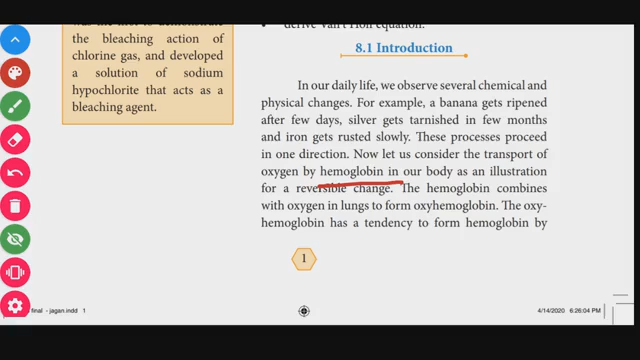 was the first to demonstrate
the bleaching action of
chlorine gas, and developed
a solution of sodium
hypochlorite that acts as a
bleaching agent.
derive Van't Hoff equation.
8.1 Introduction
In our daily life, we observe several chemical and
physical changes. For example, a banana gets ripened
after few days, silver gets tarnished in few months
and iron gets rusted slowly. These processes proceed
in one direction. Now let us consider the transport of
oxygen by hemoglobin in our body as an illustration
for a reversible change. The hemoglobin combines
with oxygen in lungs to form oxyhemoglobin. The oxy-
hemoglobin has a tendency to form hemoglobin by
1
final - jagan.indd 1
4/14/2020 6:26:04 PM